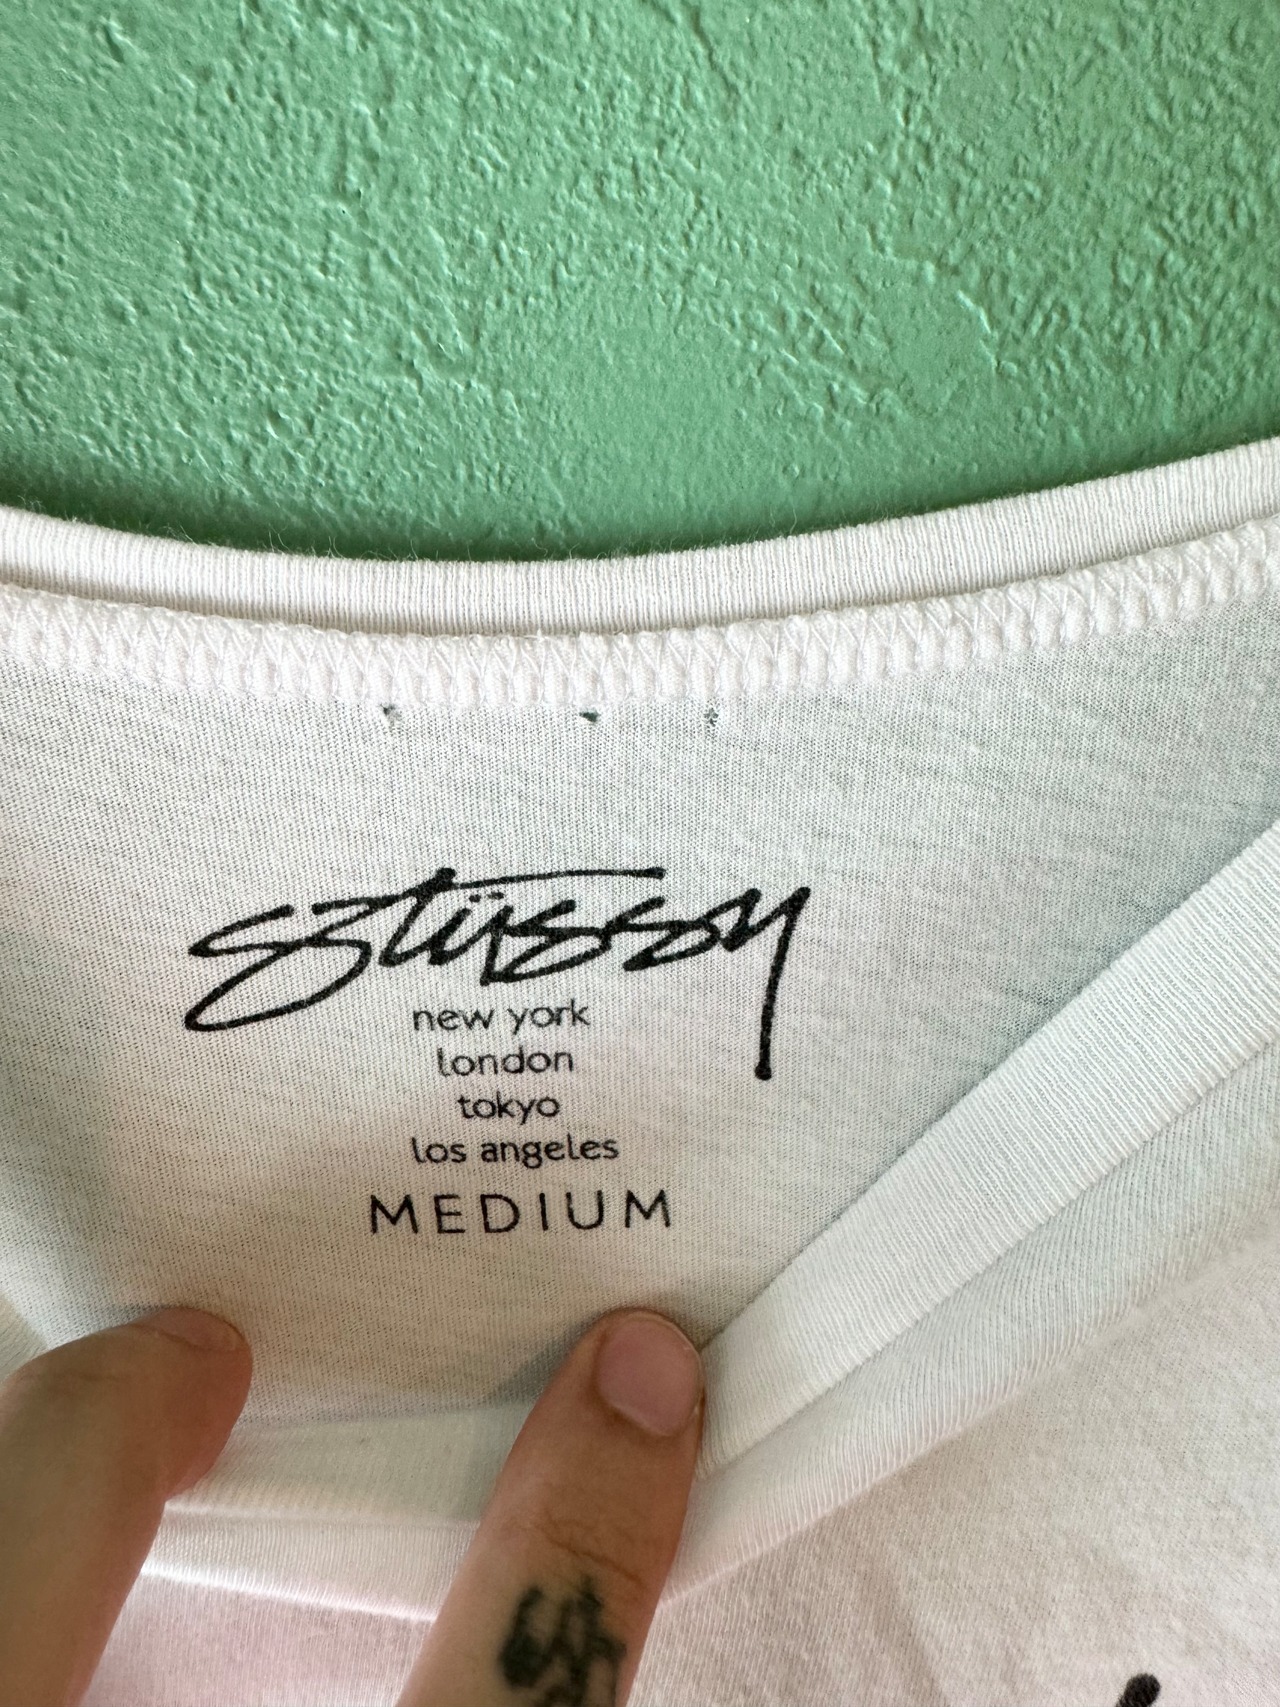 stüssy
new york
london
tokyo
los angeles
MEDIUM